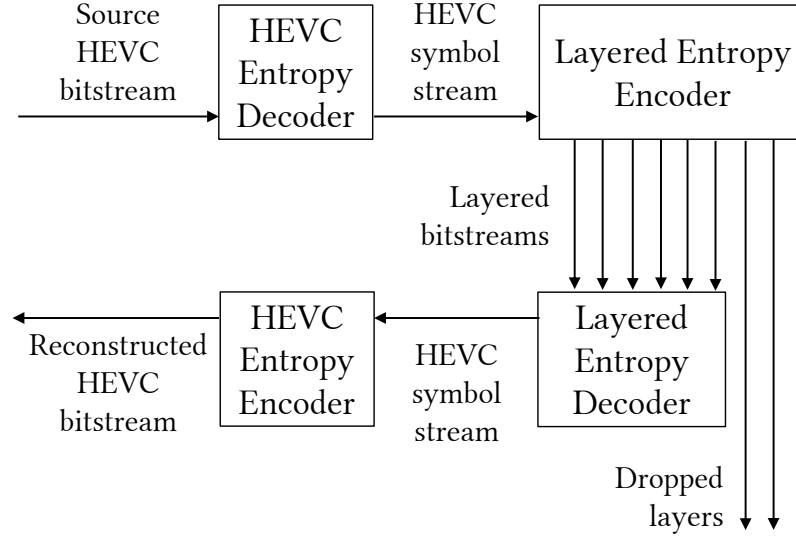 Source
HEVC
bitstream
HEVC
Entropy
Decoder
HEVC
symbol
stream
Layered Entropy
Encoder
Layered
bitstreams
Reconstructed
HEVC
bitstream
HEVC
Entropy
Encoder
HEVC
symbol
stream
Layered
Entropy
Decoder
Dropped
layers